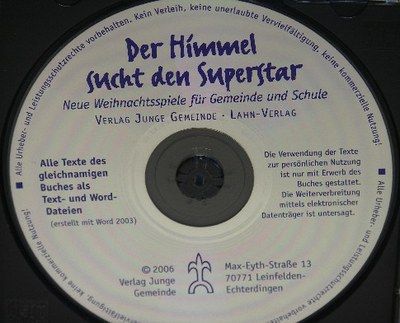 Alle Urheber- und Leistungsschutzrechte vorbehalten. Kein Verleih, keine unerlaubte Vervielfältigung, keine kommerzielle Nutzung!
Der Himmel
sucht den Superstar
Neue Weihnachtsspiele für Gemeinde und Schule
VERLAG JUNGE GEMEINDE · LAHN-VERLAG
Alle Texte des
gleichnamigen
Buches als
Text- und Word-
Dateien
(erstellt mit Word 2003)
Die Verwendung der Texte
zur persönlichen Nutzung
ist nur mit Erwerb des
Buches gestattet.
Die Weiterverbreitung
mittels elektronischer
Datenträger ist untersagt.
© 2006
Verlag Junge
Gemeinde
Max-Eyth-Straße 13
70771 Leinfelden-
Echterdingen
Alle Urheber- und Leistungsschutzrechte vorbehalten
keine kommerzielle Nutzung!